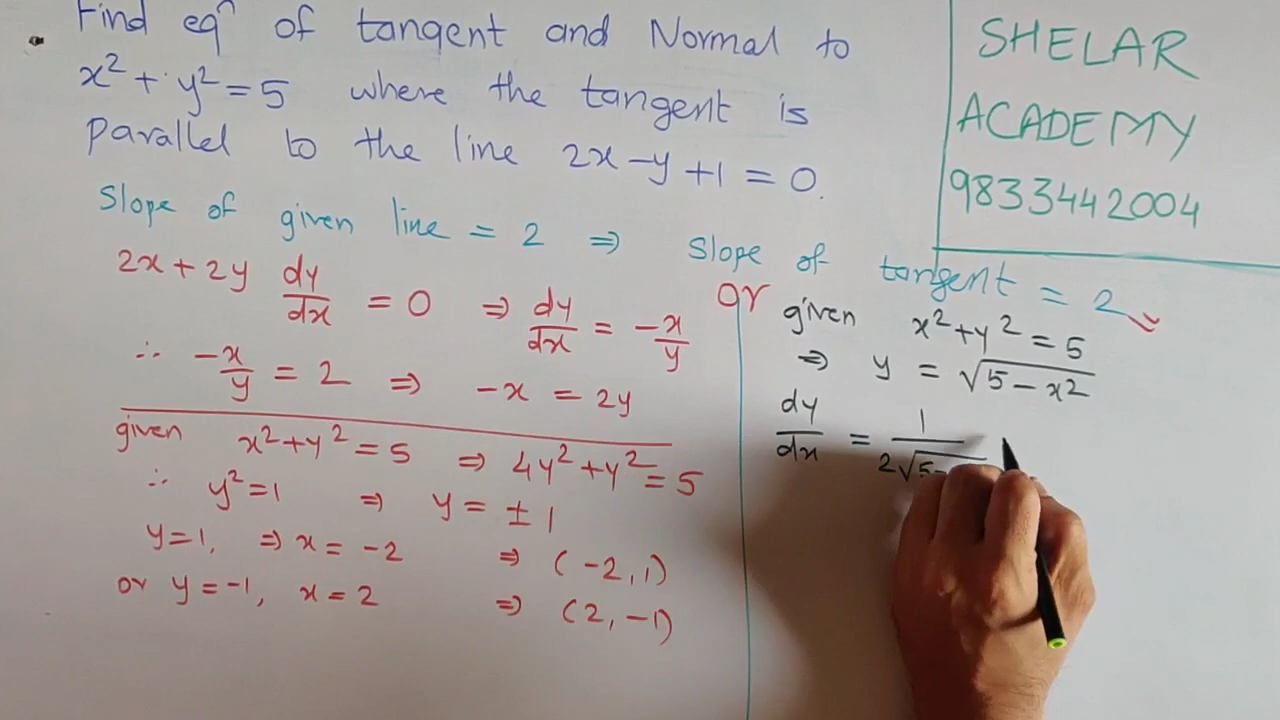 Find eqⁿ of tangent and Normal to
x² + y² = 5 where the tangent is
parallel to the line 2x - y + 1 = 0.
SHELAR
ACADEMY
9833442004
Slope of given line = 2 ⇒ Slope of tangent = 2
2x + 2y dy/dx = 0 ⇒ dy/dx = -x/y
∴ -x/y = 2 ⇒ -x = 2y
given x² + y² = 5 ⇒ 4y² + y² = 5
∴ y² = 1 ⇒ y = ± 1
y = 1, ⇒ x = -2 ⇒ (-2, 1)
or y = -1, x = 2 ⇒ (2, -1)
or
given x² + y² = 5
⇒ y = √(5 - x²)
dy/dx = 1/2√5-